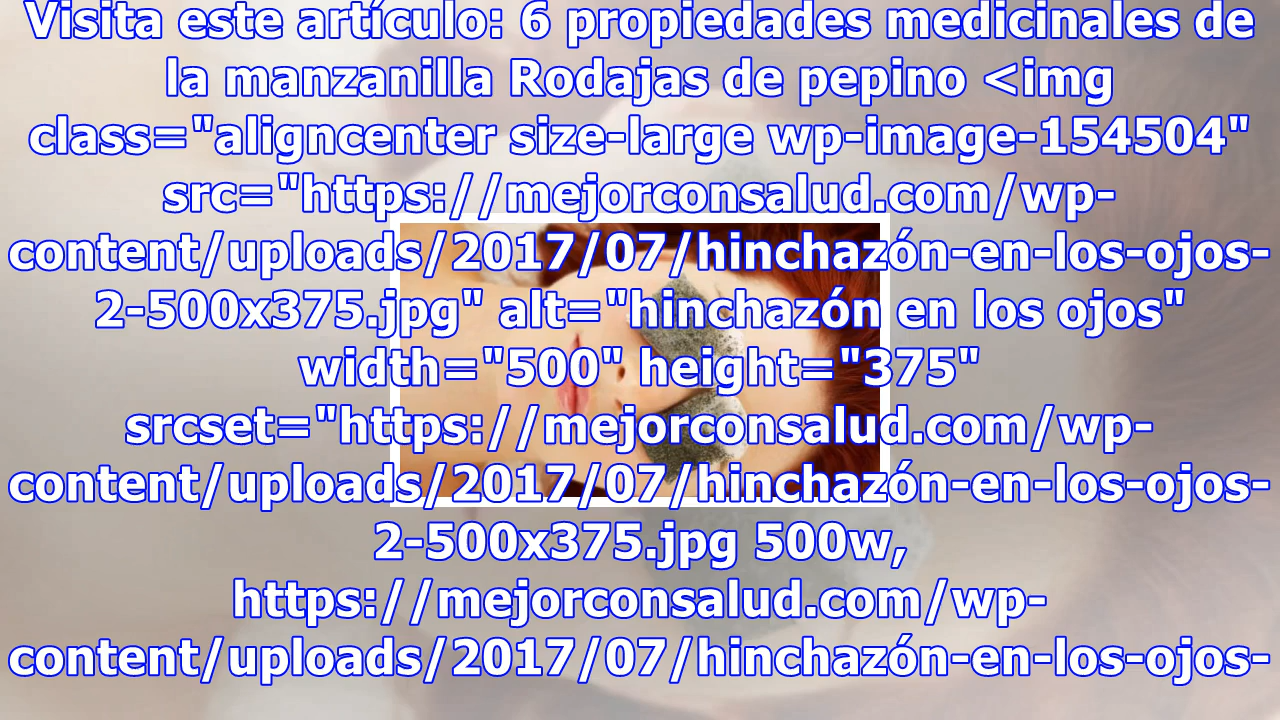 Visita este artículo: 6 propiedades medicinales de
la manzanilla Rodajas de pepino <img
class="aligncenter size-large wp-image-154504"
src="https://mejorconsalud.com/wp-
content/uploads/2017/07/hinchazón-en-los-ojos-
2-500x375.jpg" alt="hinchazón en los ojos"
width="500" height="375"
srcset="https://mejorconsalud.com/wp-
content/uploads/2017/07/hinchazón-en-los-ojos-
2-500x375.jpg 500w,
https://mejorconsalud.com/wp-
content/uploads/2017/07/hinchazón-en-los-ojos-